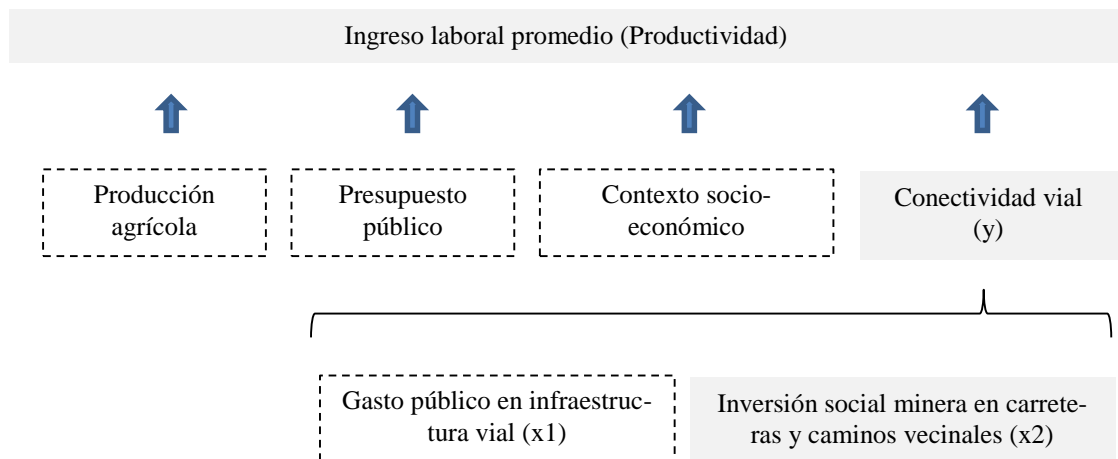 Ingreso laboral promedio (Productividad)
Producción
agrícola
Presupuesto
público
Contexto socio-
económico
Conectividad vial
(y)
Gasto público en infraestruc-
tura vial (x1)
Inversión social minera en carrete-
ras y caminos vecinales (x2)